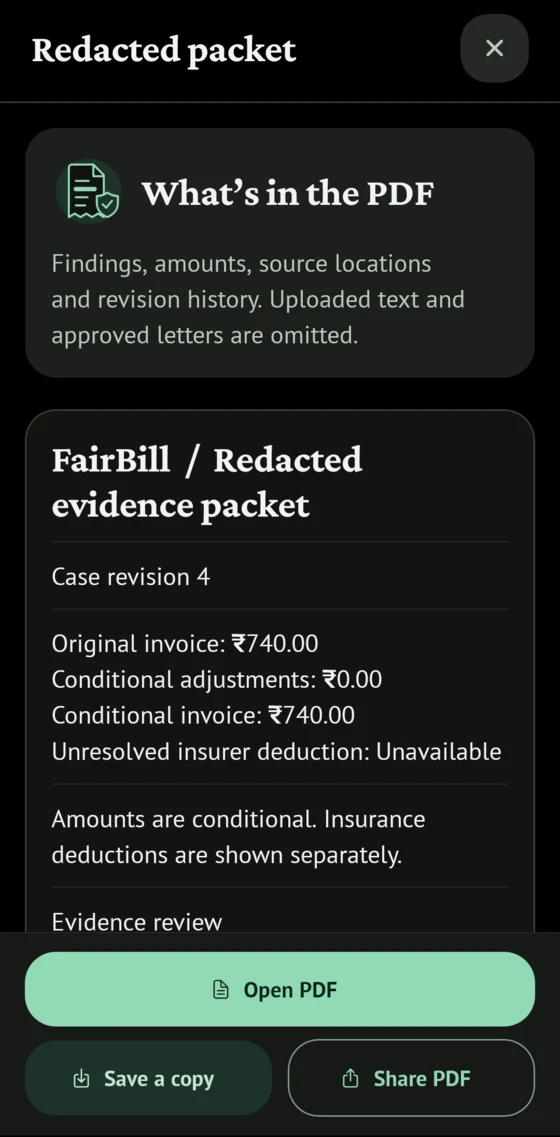 Redacted packet
What's in the PDF
Findings, amounts, source locations
and revision history. Uploaded text and
approved letters are omitted.
FairBill / Redacted
evidence packet
Case revision 4
Original invoice: ₹740.00
Conditional adjustments: ₹0.00
Conditional invoice: ₹740.00
Unresolved insurer deduction: Unavailable
Amounts are conditional. Insurance
deductions are shown separately.
Evidence review
Open PDF
Save a copy
Share PDF